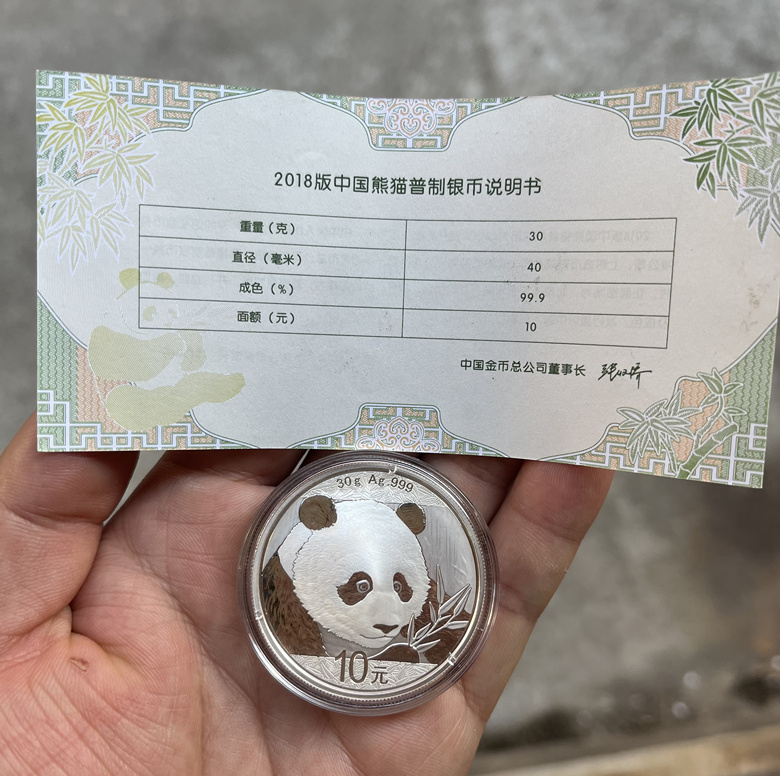 2018版中国熊猫普制银币说明书
重量（克） 30
直径（毫米） 40
成色（%） 99.9
面额（元） 10
中国金币总公司董事长
30g Ag.999
10元